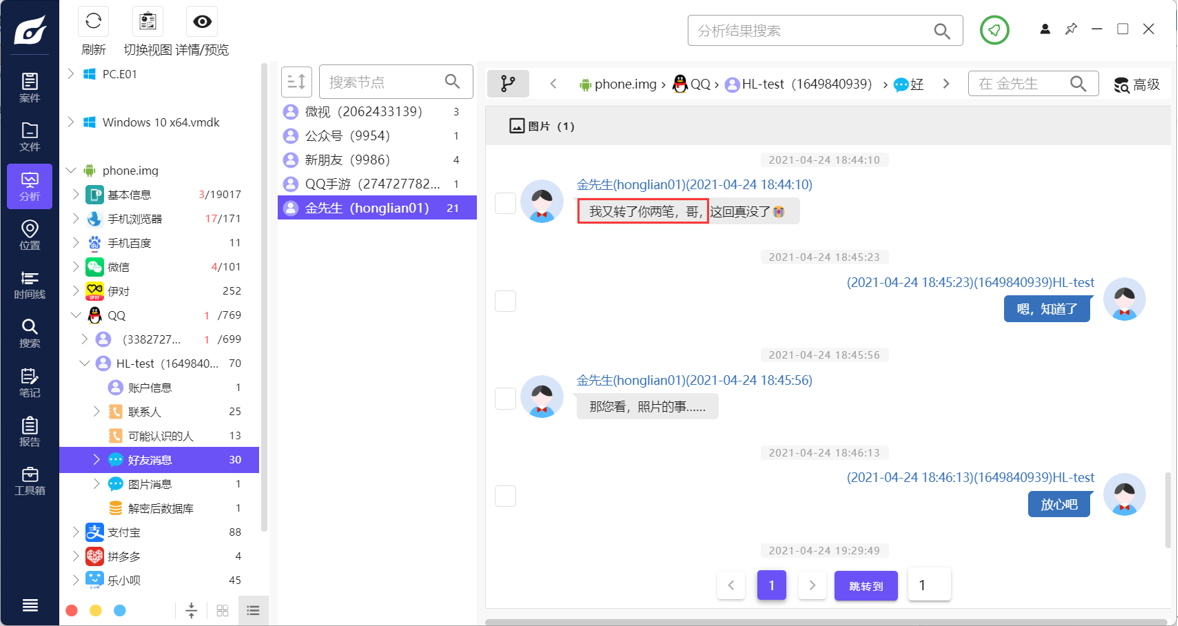 刷新
切换视图
详情/预览
分析结果搜索
案件
文件
分析
位置
时间线
搜索
笔记
报告
工具箱
PC.E01
Windows 10 x64.vmdk
phone.img
基本信息 3/19017
手机浏览器 17/171
手机百度 11
微信 4/101
伊对 252
QQ 1 /769
(3382727... 1 /699
HL-test（1649840... 70
账户信息 1
联系人 25
可能认识的人 13
好友消息 30
图片消息 1
解密后数据库 1
支付宝 88
拼多多 4
乐小呗 45
搜索节点
微视（2062433139） 3
公众号（9954） 1
新朋友（9986） 4
QQ手游（274727782... 1
金先生（honglian01） 21
phone.img › QQ › HL-test（1649840939） › 好
在 金先生
高级
图片（1）
2021-04-24 18:44:10
金先生(honglian01)(2021-04-24 18:44:10)
我又转了你两笔，哥，这回真没了😭
2021-04-24 18:45:23
(2021-04-24 18:45:23)(1649840939)HL-test
嗯，知道了
2021-04-24 18:45:56
金先生(honglian01)(2021-04-24 18:45:56)
那您看，照片的事......
2021-04-24 18:46:13
(2021-04-24 18:46:13)(1649840939)HL-test
放心吧
2021-04-24 19:29:49
1
跳转到
1